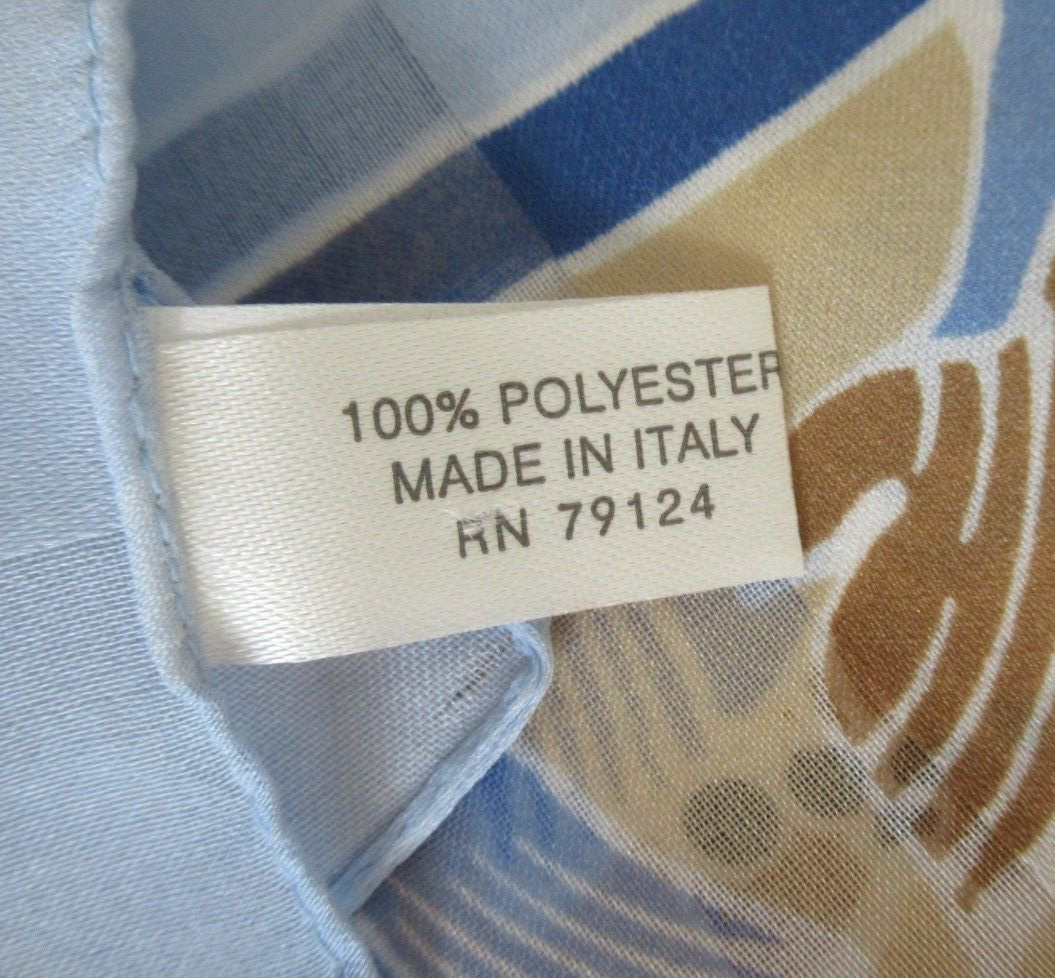 100% POLYESTER
MADE IN ITALY
RN 79124